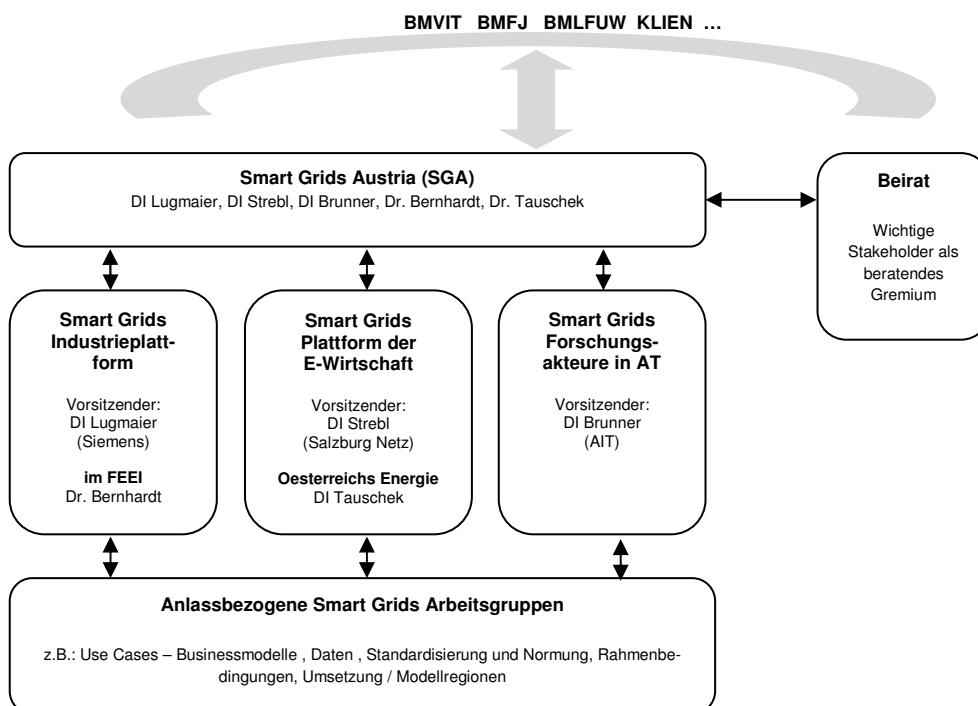 BMVIT BMFJ BMLFUW KLIEN ...
Smart Grids Austria (SGA)
DI Lugmaier, DI Strebl, DI Brunner, Dr. Bernhardt, Dr. Tauschek
Beirat
Wichtige
Stakeholder als
beratendes
Gremium
Smart Grids
Industrieplatt-
form
Vorsitzender:
DI Lugmaier
(Siemens)
im FEEI
Dr. Bernhardt
Smart Grids
Plattform der
E-Wirtschaft
Vorsitzender:
DI Strebl
(Salzburg Netz)
Oesterreichs Energie
DI Tauschek
Smart Grids
Forschungs-
akteure in AT
Vorsitzender:
DI Brunner
(AIT)
Anlassbezogene Smart Grids Arbeitsgruppen
z.B.: Use Cases – Businessmodelle , Daten , Standardisierung und Normung, Rahmenbe-
dingungen, Umsetzung / Modellregionen